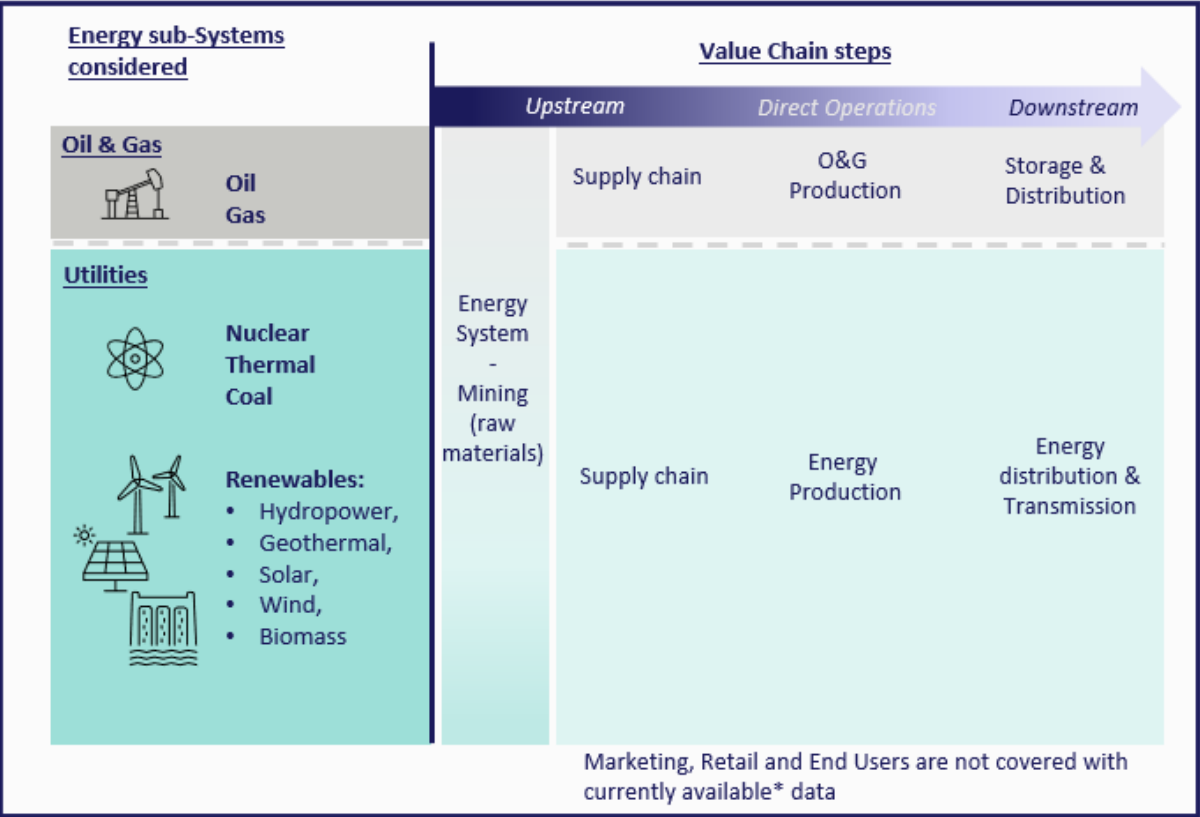 Energy sub-Systems
considered
Value Chain steps
Upstream
Direct Operations
Downstream
Oil & Gas
Oil
Gas
Supply chain
O&G
Production
Storage &
Distribution
Utilities
Nuclear
Thermal
Coal
Renewables:
• Hydropower,
• Geothermal,
• Solar,
• Wind,
• Biomass
Energy
System
-
Mining
(raw
materials)
Supply chain
Energy
Production
Energy
distribution &
Transmission
Marketing, Retail and End Users are not covered with
currently available* data